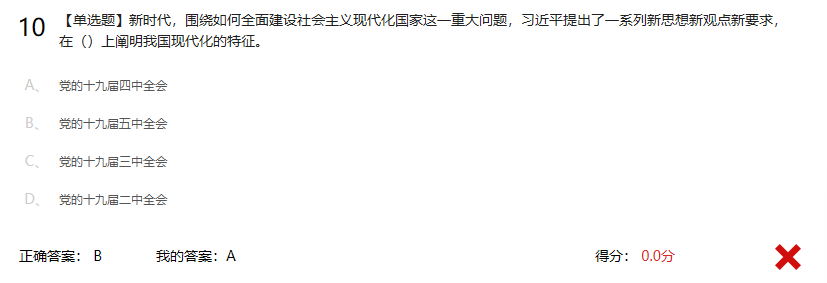 10 【单选题】新时代，围绕如何全面建设社会主义现代化国家这一重大问题，习近平提出了一系列新思想新观点新要求，
在（）上阐明我国现代化的特征。
A、 党的十九届四中全会
B、 党的十九届五中全会
C、 党的十九届三中全会
D、 党的十九届二中全会
正确答案： B 我的答案：A 得分： 0.0分